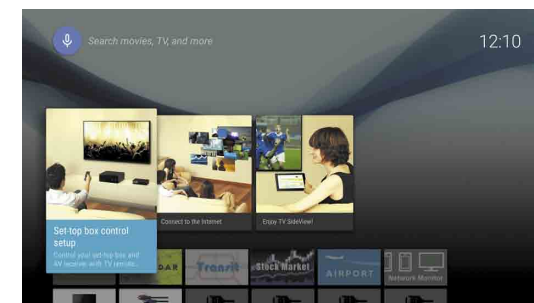 Search movies, TV, and more
12:10
Set-top box control
setup
Control your set-top box and
AV receiver with TV remote...
Connect to the Internet
Enjoy TV SideView!
DAR
Transit
Stock Market
AIRPORT
Network Monitor